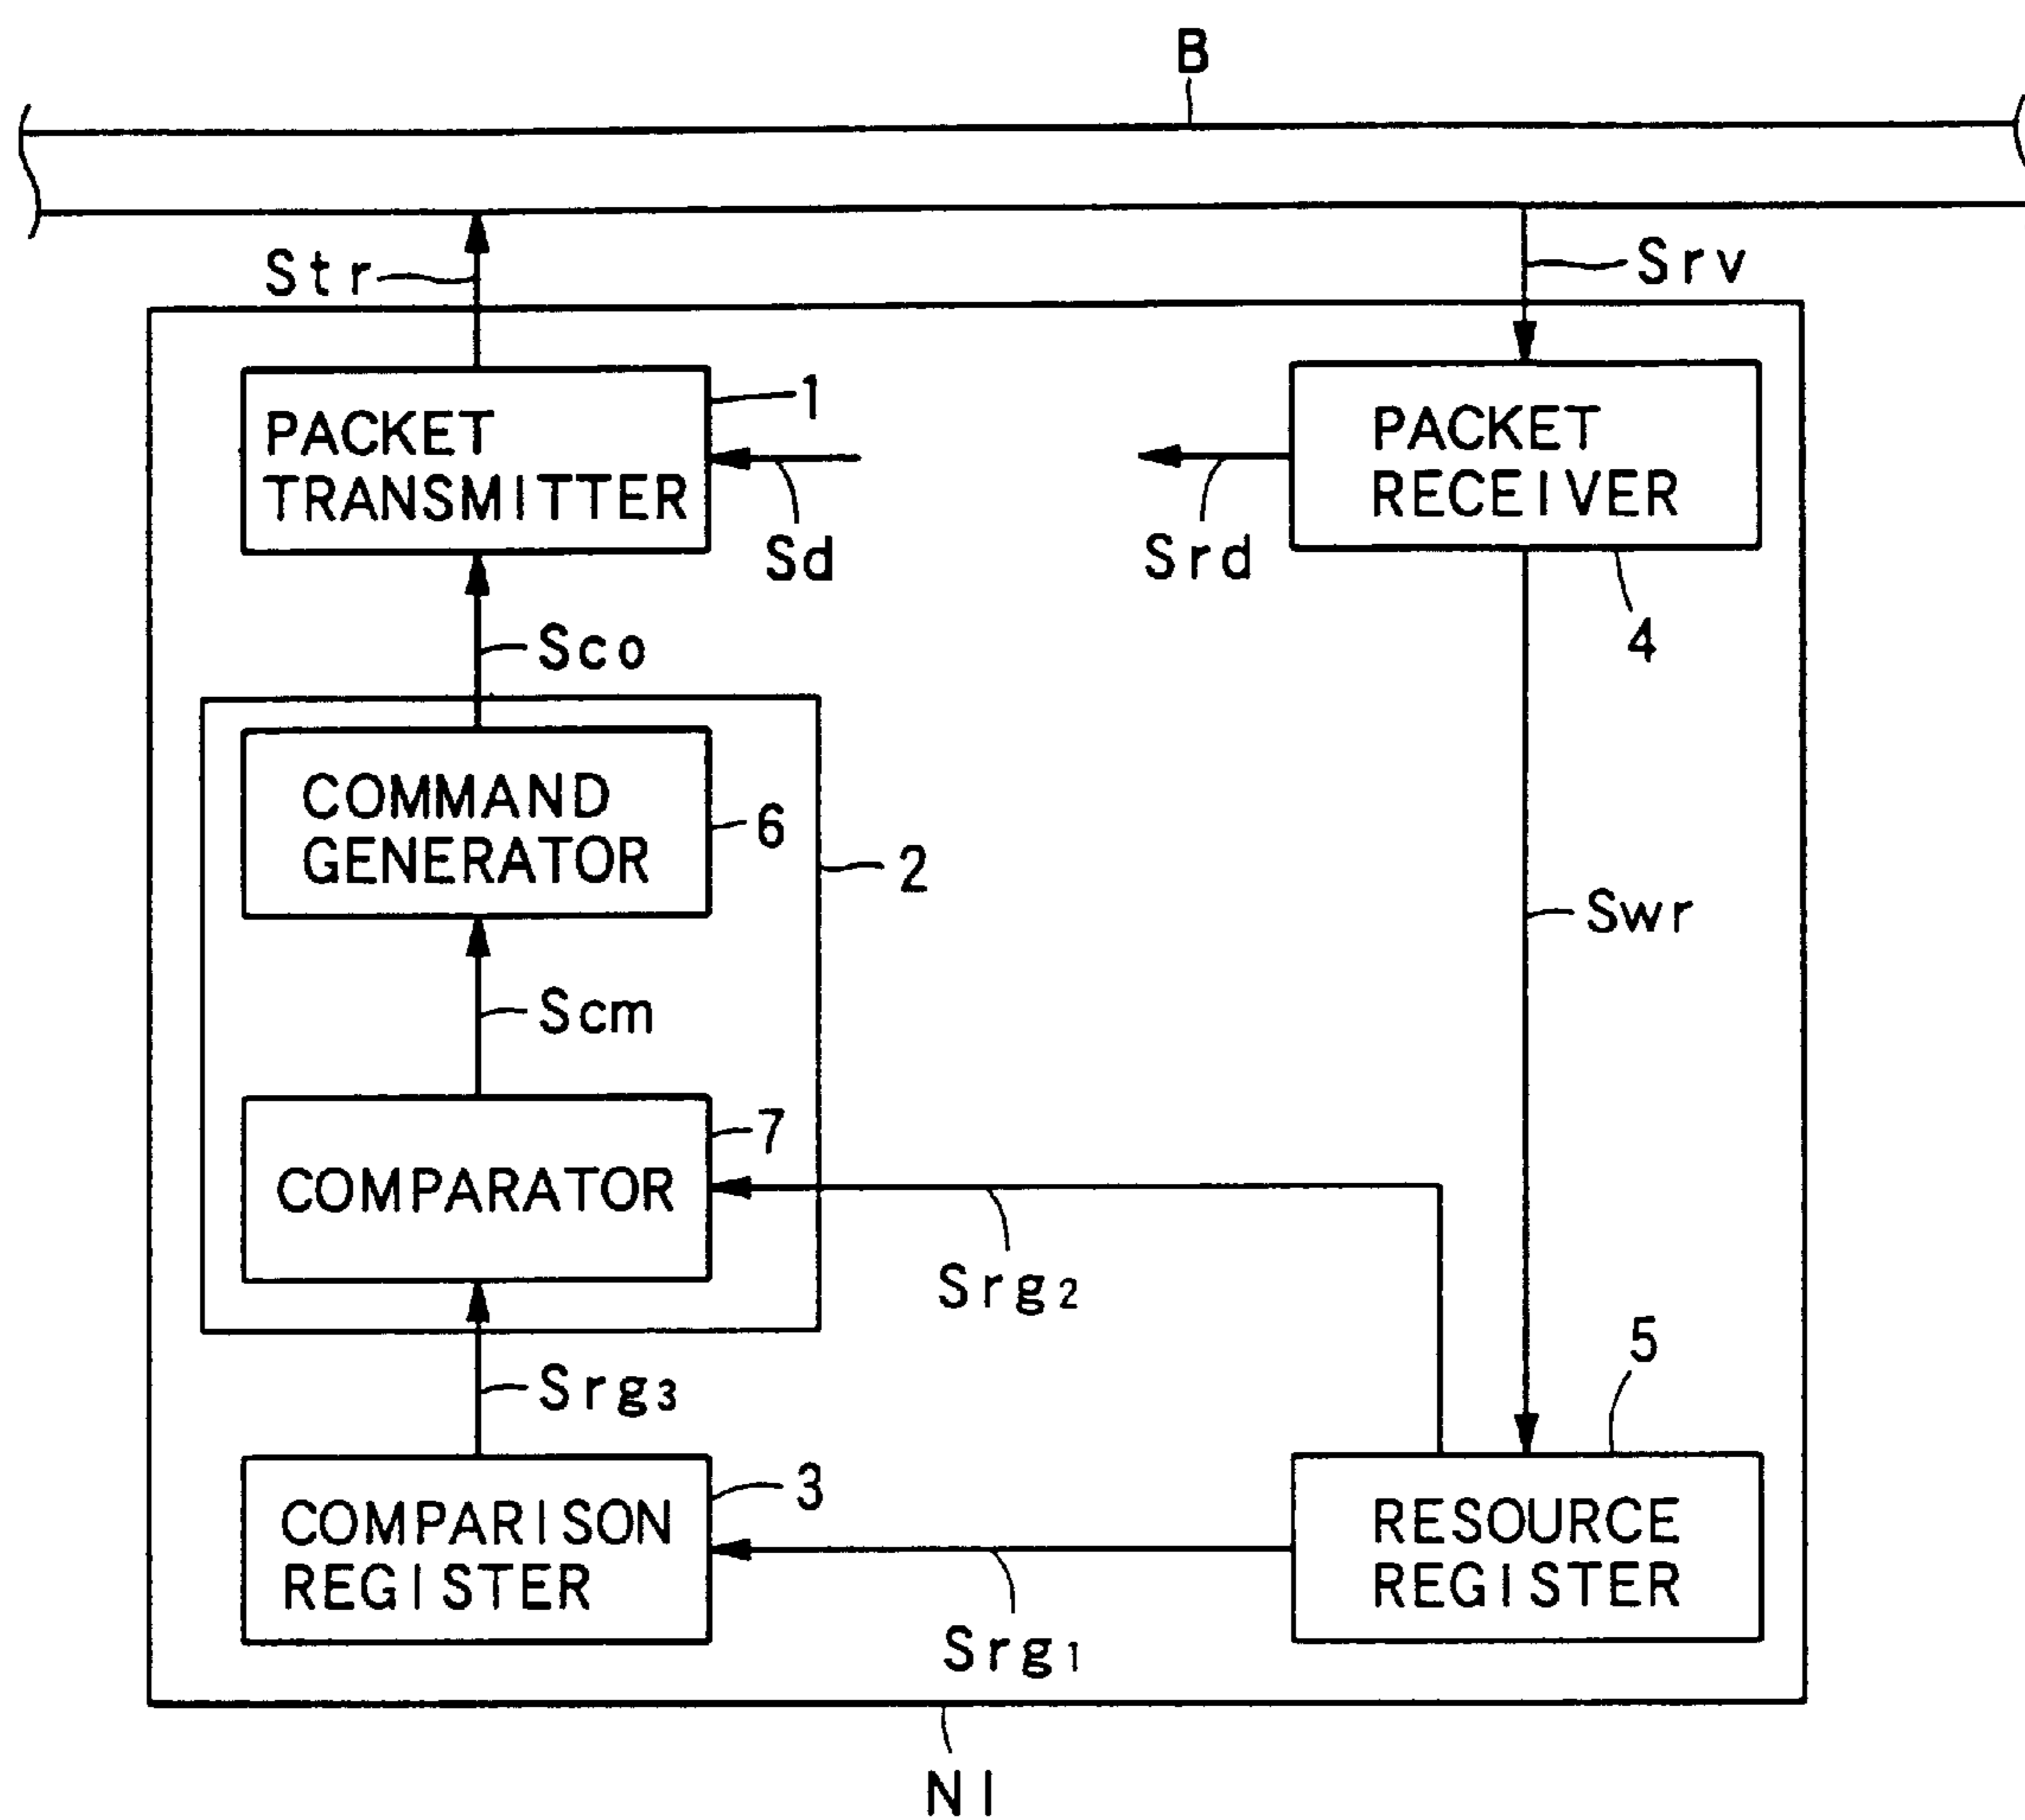 B
Str
Srv
PACKET
TRANSMITTER
1
Sd
Srd
PACKET
RECEIVER
4
Sco
COMMAND
GENERATOR
6
2
Swr
Scm
COMPARATOR
7
Srg2
Srg3
5
COMPARISON
REGISTER
3
Srg1
RESOURCE
REGISTER
NI